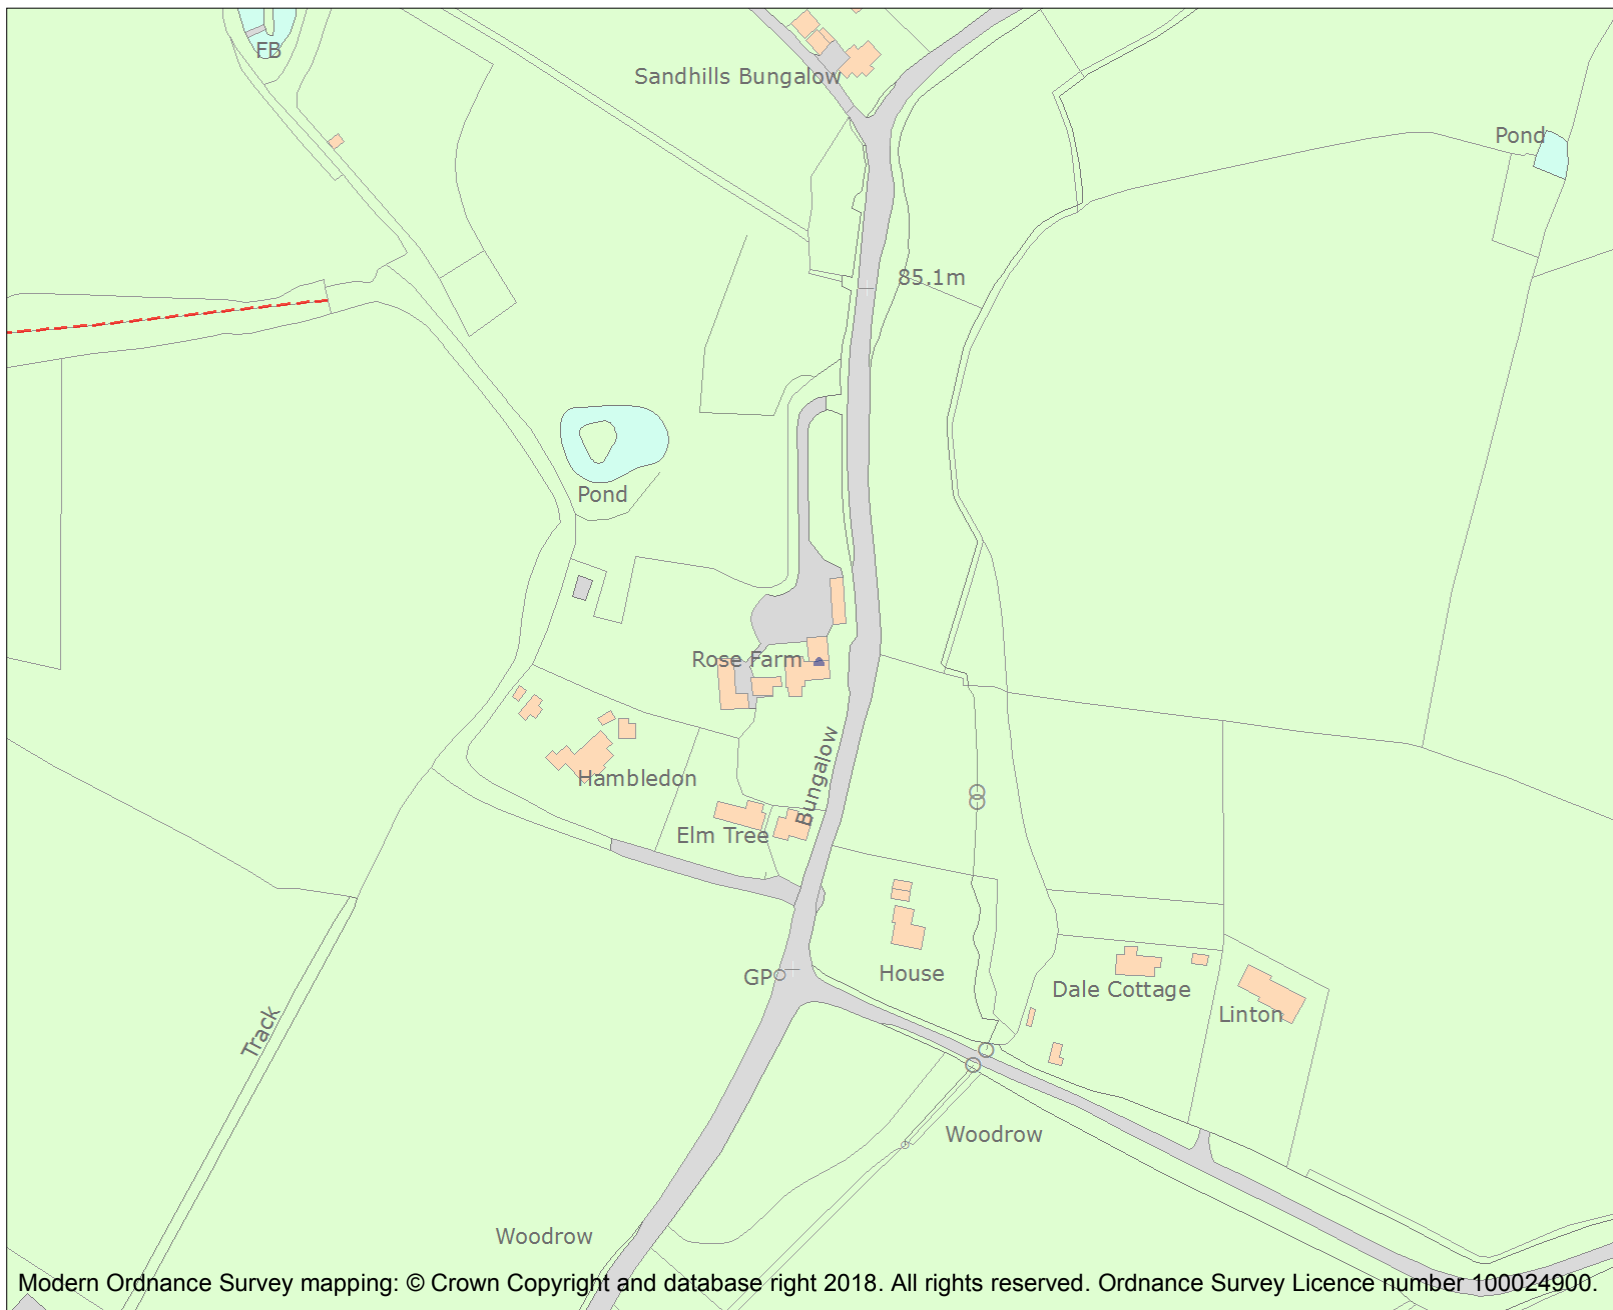 FB
Sandhills Bungalow
Pond
85.1m
Pond
Rose Farm
Bungalow
Hambledon
Elm Tree
House
GP
Dale Cottage
Linton
Track
Woodrow
Woodrow
Modern Ordnance Survey mapping: © Crown Copyright and database right 2018. All rights reserved. Ordnance Survey Licence number 100024900.